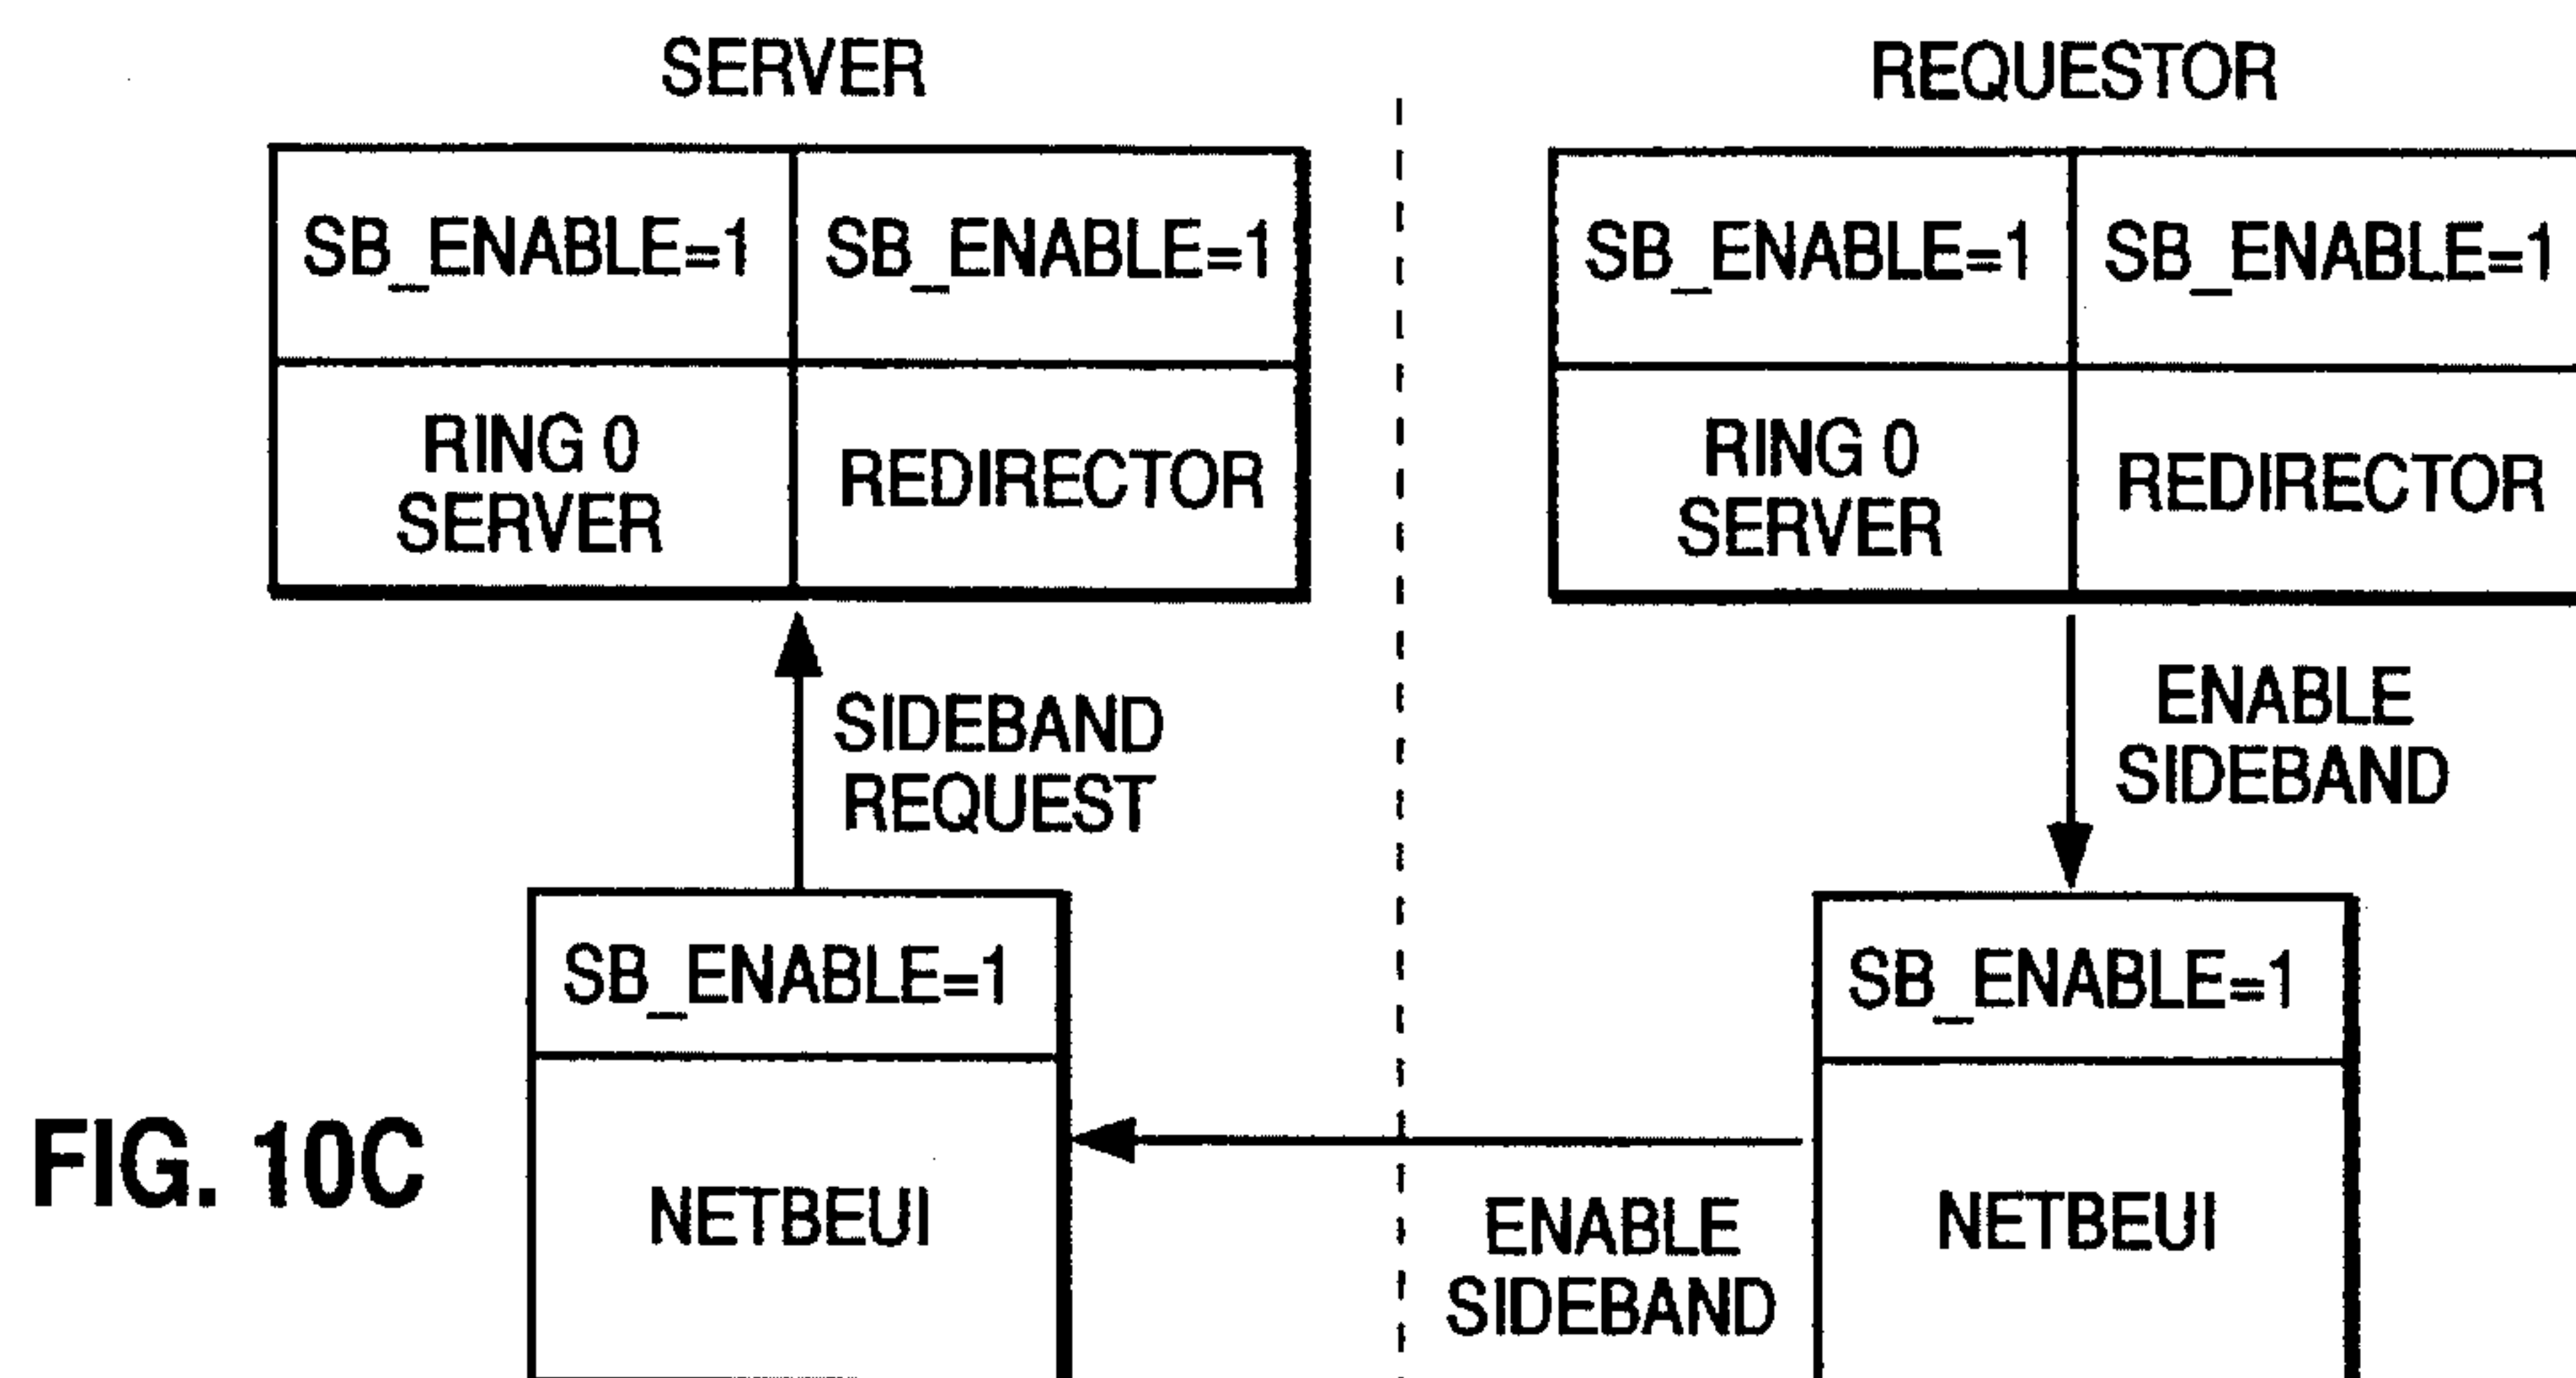 SERVER
REQUESTOR
SB_ENABLE=1
SB_ENABLE=1
SB_ENABLE=1
SB_ENABLE=1
RING 0
SERVER
REDIRECTOR
RING 0
SERVER
REDIRECTOR
SIDEBAND
REQUEST
ENABLE
SIDEBAND
SB_ENABLE=1
SB_ENABLE=1
FIG. 10C
NETBEUI
NETBEUI
ENABLE
SIDEBAND